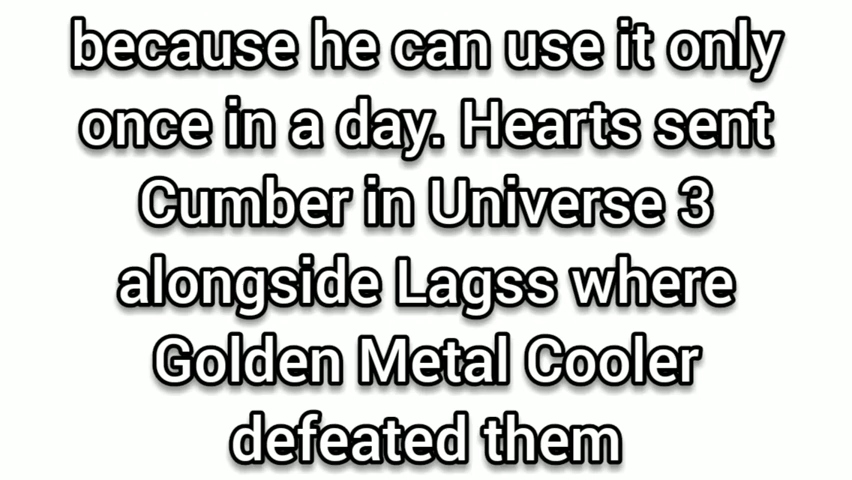 because he can use it only
once in a day. Hearts sent
Cumber in Universe 3
alongside Lagss where
Golden Metal Cooler
defeated them